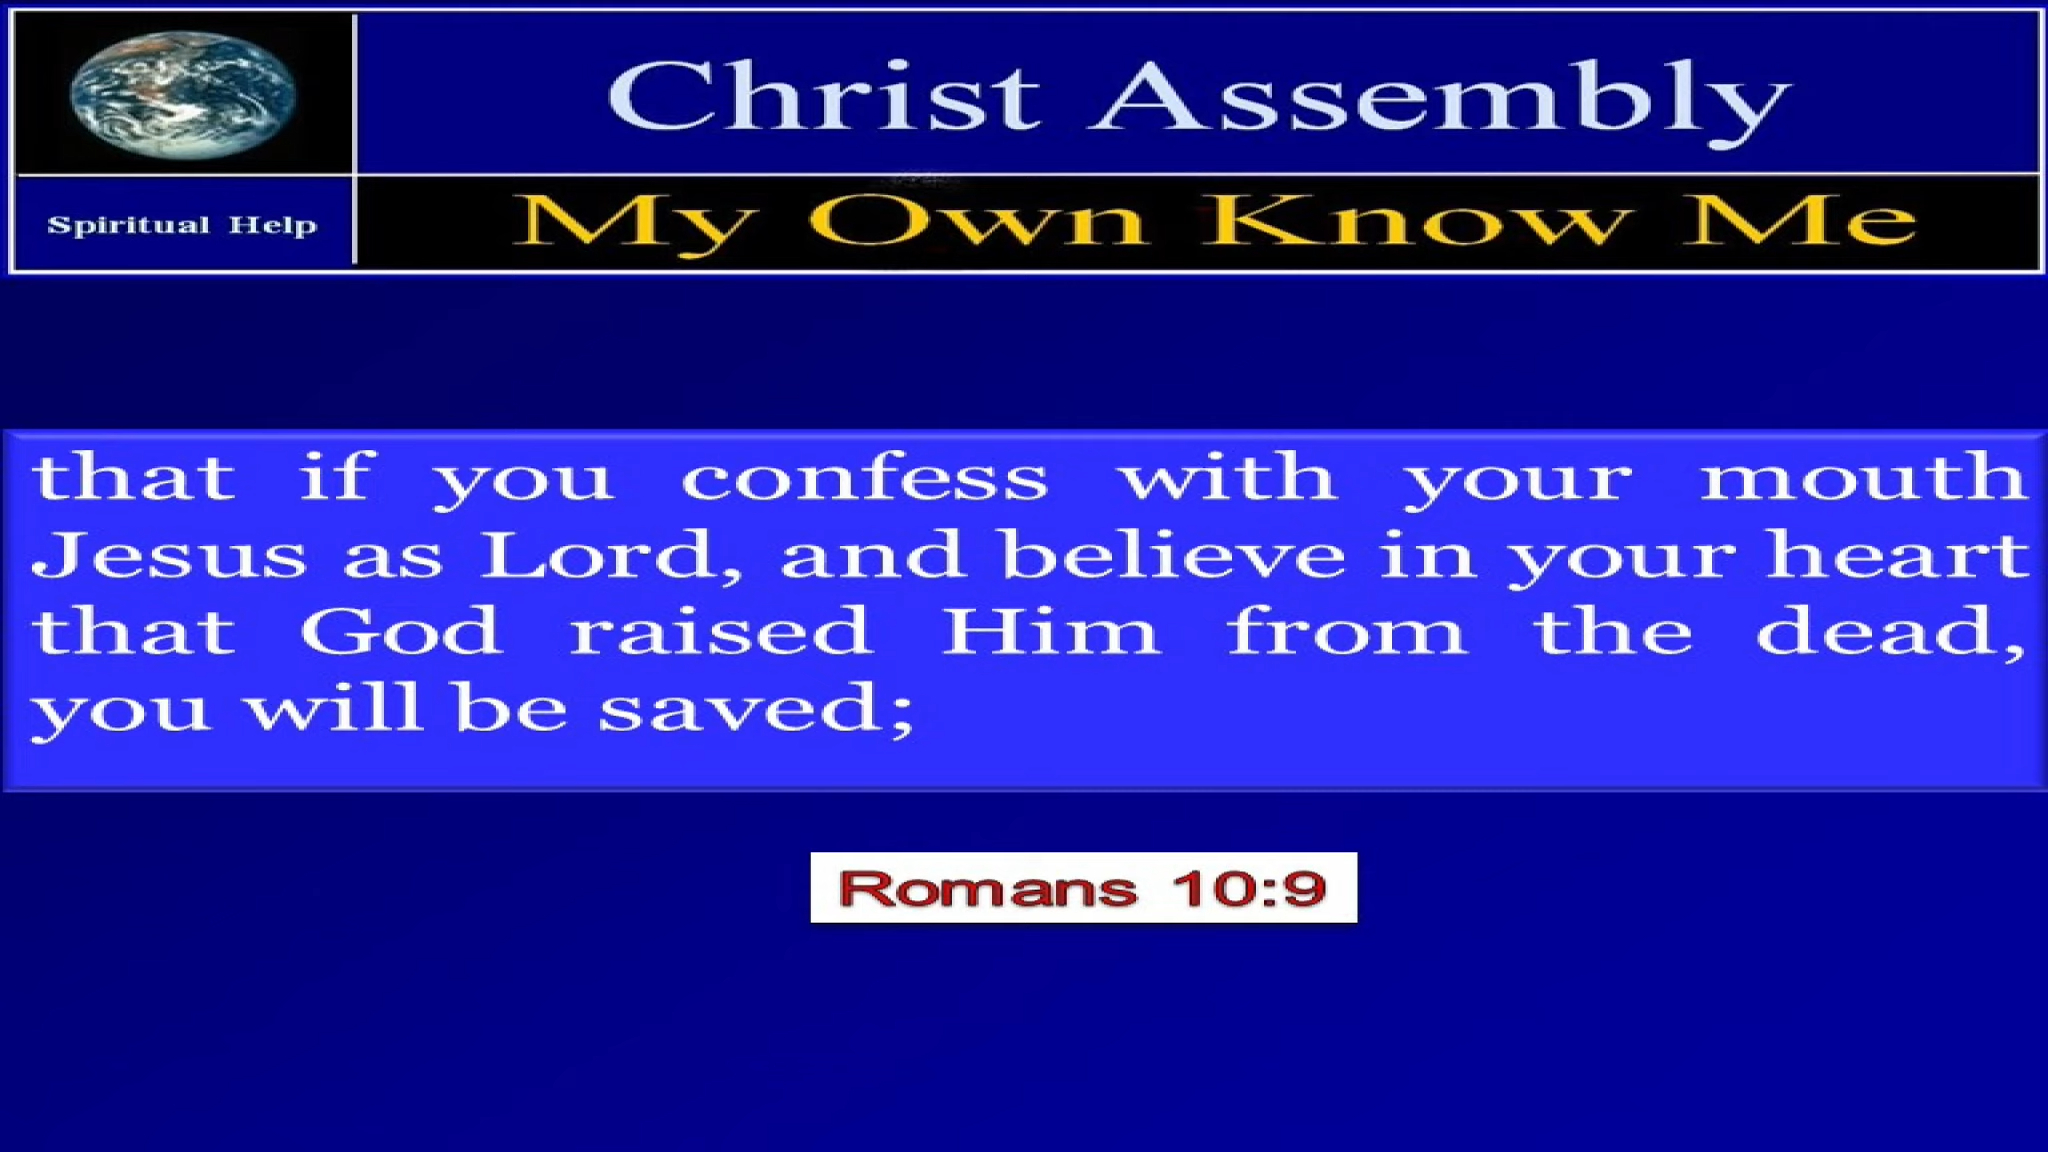 Christ Assembly
Spiritual Help
My Own Know Me
that if you confess with your mouth
Jesus as Lord, and believe in your heart
that God raised Him from the dead,
you will be saved;
Romans 10:9